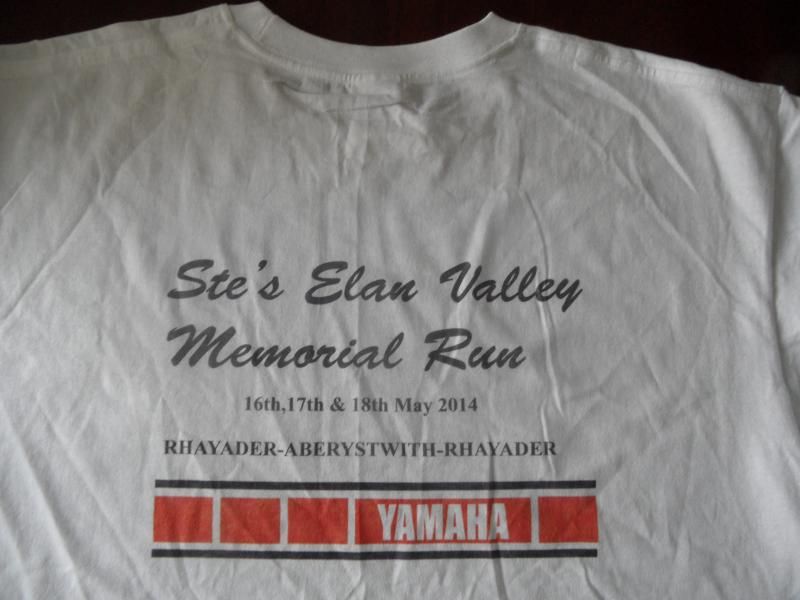 Ste's Elan Valley
Memorial Run
16th,17th & 18th May 2014
RHAYADER-ABERYSTWITH-RHAYADER
YAMAHA